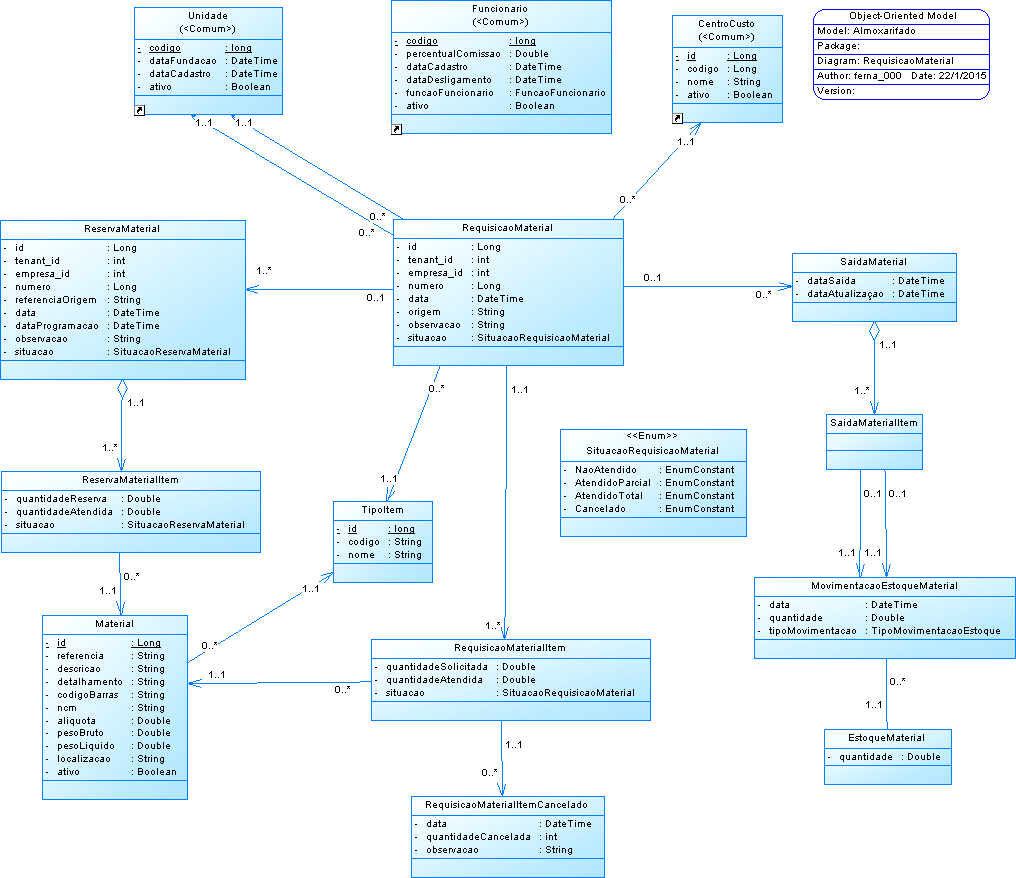 Unidade
(<Comum>)
- codigo : long
- dataFundacao : DateTime
- dataCadastro : DateTime
- ativo : Boolean
Funcionario
(<Comum>)
- codigo : long
- percentualComissao : Double
- dataCadastro : DateTime
- dataDesligamento : DateTime
- funcaoFuncionario : FuncaoFuncionario
- ativo : Boolean
CentroCusto
(<Comum>)
- id : Long
- codigo : Long
- nome : String
- ativo : Boolean
Object-Oriented Model
Model: Almoxarifado
Package:
Diagram: RequisicaoMaterial
Author: ferna_000 Date: 22/1/2015
Version:
1..1
1..1
1..1
0..*
0..*
0..*
ReservaMaterial
- id : Long
- tenant_id : int
- empresa_id : int
- numero : Long
- referenciaOrigem : String
- data : DateTime
- dataProgramacao : DateTime
- observacao : String
- situacao : SituacaoReservaMaterial
1..*
0..1
RequisicaoMaterial
- id : Long
- tenant_id : int
- empresa_id : int
- numero : Long
- data : DateTime
- origem : String
- observacao : String
- situacao : SituacaoRequisicaoMaterial
0..1
0..*
SaidaMaterial
- dataSaida : DateTime
- dataAtualizaçao : DateTime
1..1
1..*
1..1
1..*
0..*
1..1
1..1
1..*
SaidaMaterialItem
<<Enum>>
SituacaoRequisicaoMaterial
- NaoAtendido : EnumConstant
- AtendidoParcial : EnumConstant
- AtendidoTotal : EnumConstant
- Cancelado : EnumConstant
ReservaMaterialItem
- quantidadeReserva : Double
- quantidadeAtendida : Double
- situacao : SituacaoReservaMaterial
TipoItem
- id : long
- codigo : String
- nome : String
0..1
0..1
1..1
1..1
0..*
1..1
1..1
0..*
MovimentacaoEstoqueMaterial
- data : DateTime
- quantidade : Double
- tipoMovimentacao : TipoMovimentacaoEstoque
Material
- id : Long
- referencia : String
- descricao : String
- detalhamento : String
- codigoBarras : String
- ncm : String
- aliquota : Double
- pesoBruto : Double
- pesoLiquido : Double
- localizacao : String
- ativo : Boolean
1..1
0..*
RequisicaoMaterialItem
- quantidadeSolicitada : Double
- quantidadeAtendida : Double
- situacao : SituacaoRequisicaoMaterial
0..*
1..1
1..1
0..*
EstoqueMaterial
- quantidade : Double
RequisicaoMaterialItemCancelado
- data : DateTime
- quantidadeCancelada : int
- observacao : String